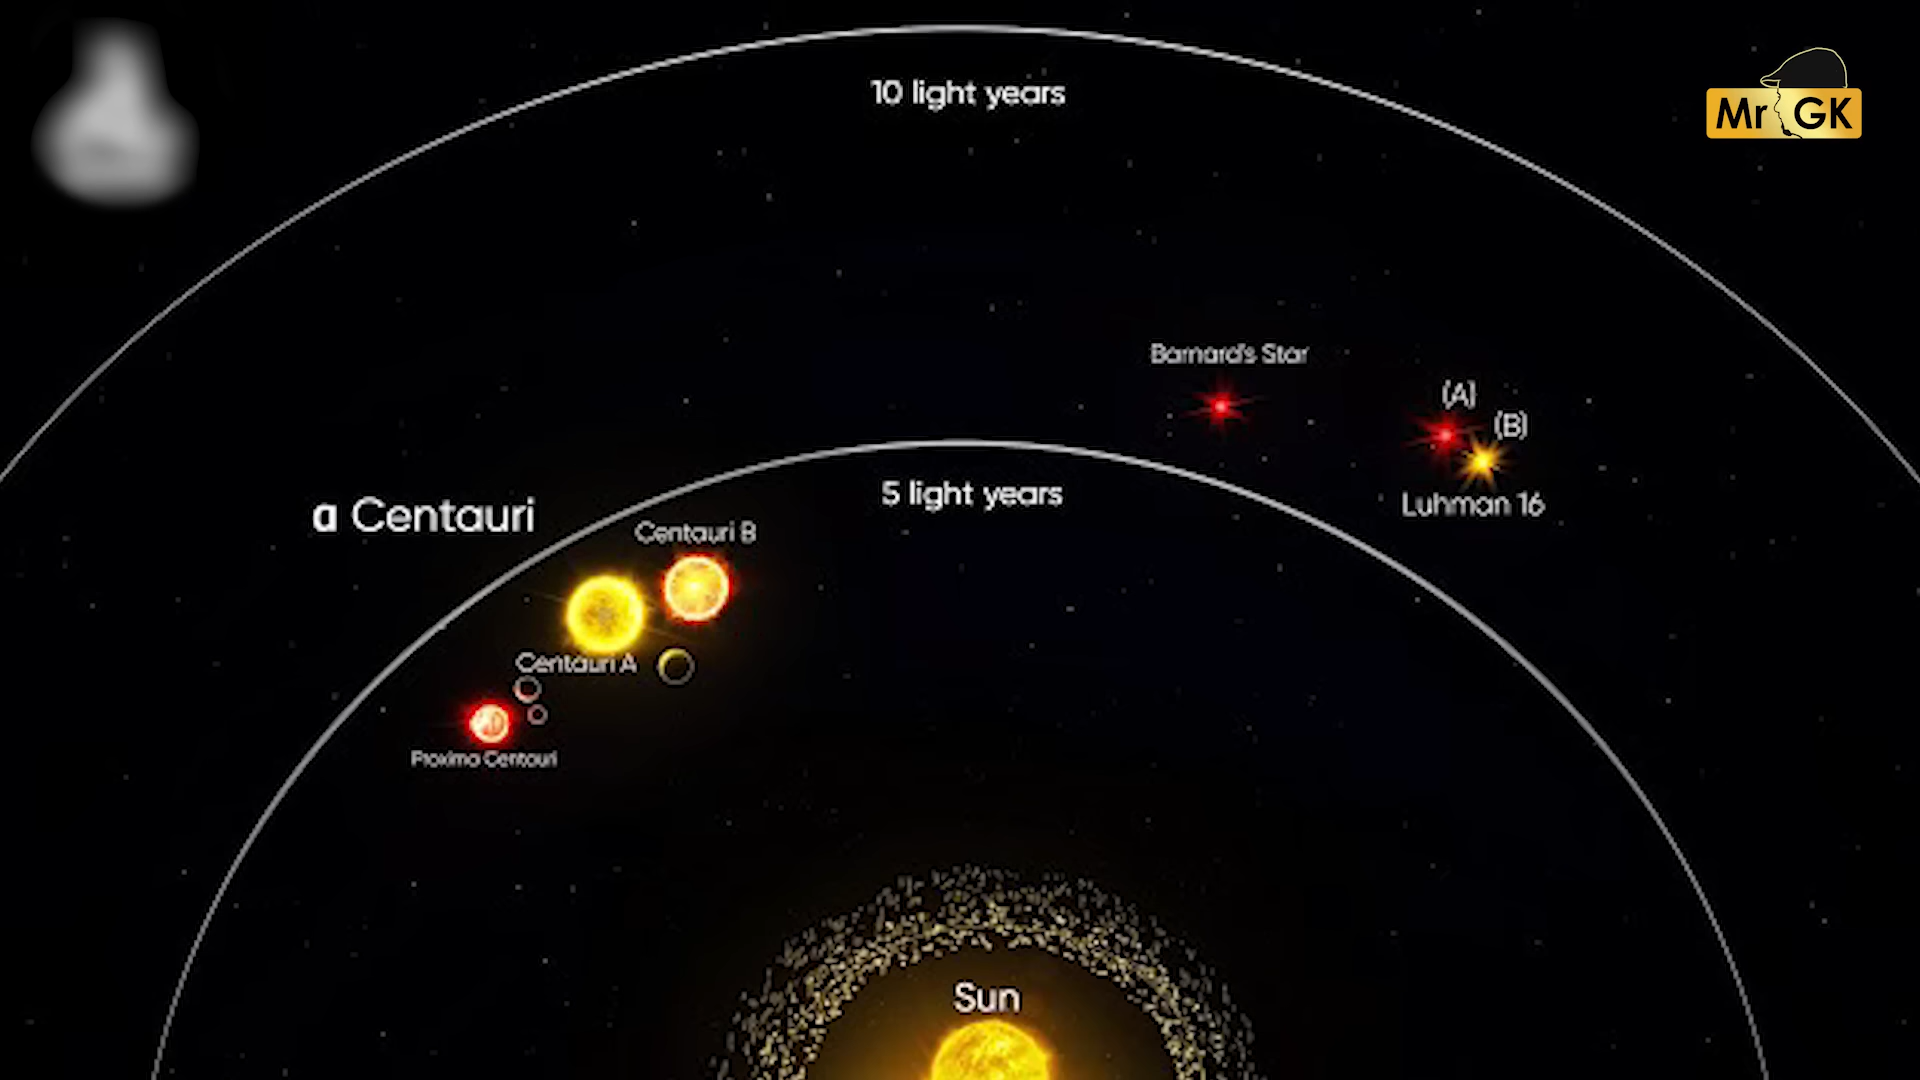 10 light years
Mr GK
Barnard's Star
(A)
(B)
Luhman 16
5 light years
α Centauri
Centauri B
Centauri A
Proxima Centauri
Sun